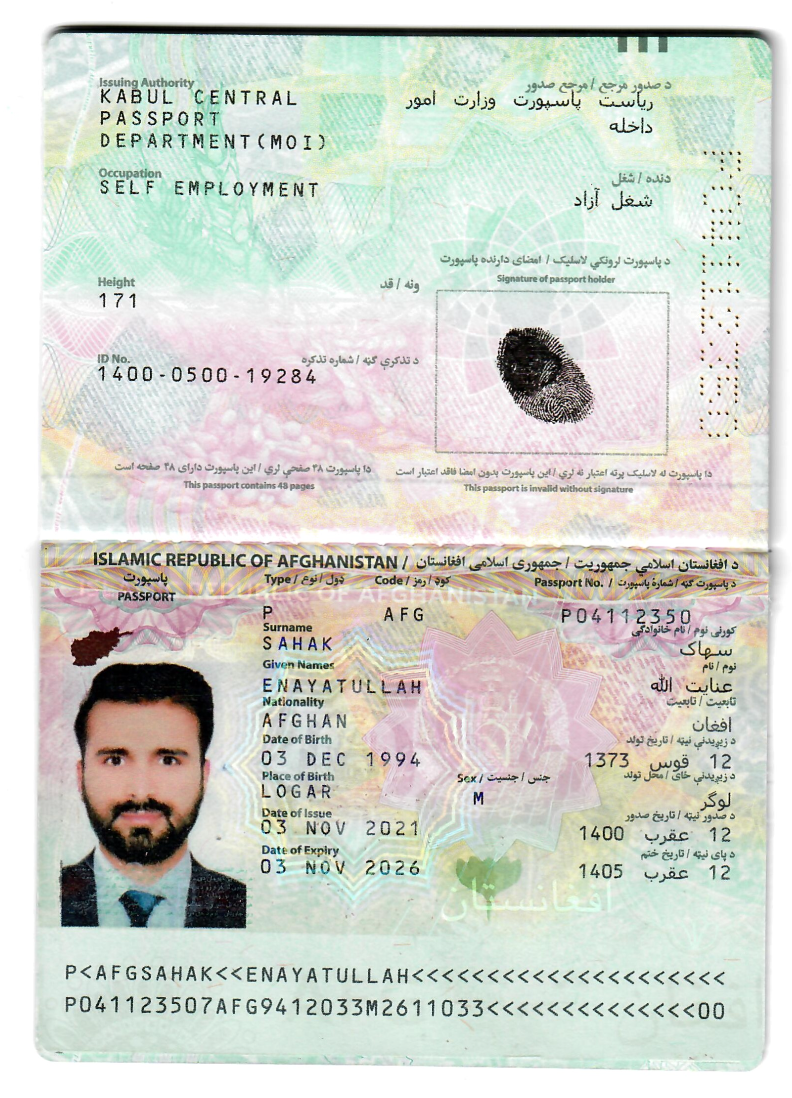 Issuing Authority
د صدور مرجع / مرجع صدور
KABUL CENTRAL
PASSPORT
DEPARTMENT(MOI)
ریاست پاسپورت وزارت امور
داخله
Occupation
دنده / شغل
SELF EMPLOYMENT
شغل آزاد
د پاسپورت لرونکي لاسلیک / امضای دارنده پاسپورت
Signature of passport holder
Height
ونه / قد
171
ID No.
د تذکرې ګڼه / شماره تذکره
1400-0500-19284
دا پاسپورت ۴۸ صفحې لري / این پاسپورت دارای ۴۸ صفحه است
This passport contains 48 pages
دا پاسپورت له لاسلیک پرته اعتبار نه لري / این پاسپورت بدون امضا فاقد اعتبار است
This passport is invalid without signature
P04112350
ISLAMIC REPUBLIC OF AFGHANISTAN / د افغانستان اسلامي جمهوریت / جمهوری اسلامی افغانستان
پاسپورت
PASSPORT
Type / ډول / نوع
Code / کوډ / رمز
Passport No. / د پاسپورت ګڼه / شمارهٔ پاسپورت
P AFG P04112350
Surname
کورنی نوم / نام خانوادگی
SAHAK
سهاک
Given Names
نوم / نام
ENAYATULLAH
عنایت الله
Nationality
تابعیت / تابعیت
AFGHAN
افغان
Date of Birth
د زېږېدنې نېټه / تاریخ تولد
03 DEC 1994
12 قوس 1373
Place of Birth
Sex / جنس / جنسیت
د زېږېدنې ځای / محل تولد
LOGAR
M
لوگر
Date of Issue
د صدور نېټه / تاریخ صدور
03 NOV 2021
12 عقرب 1400
Date of Expiry
د پای نېټه / تاریخ ختم
03 NOV 2026
12 عقرب 1405
افغانستان
P<AFGSAHAK<<ENAYATULLAH<<<<<<<<<<<<<<<<<<<<<
P041123507AFG9412033M2611033<<<<<<<<<<<<<<00